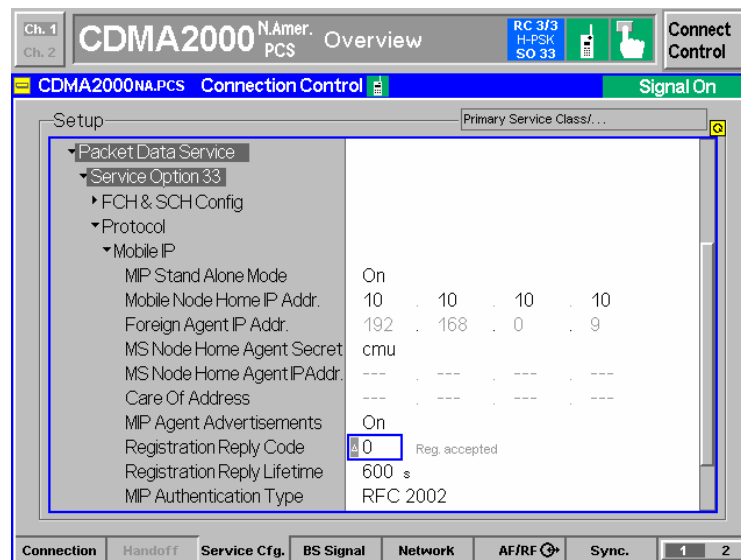 Ch. 1
Ch. 2
CDMA2000 N.Amer. PCS Overview
RC 3/3
H-PSK
SO 33
Connect Control
CDMA2000NA.PCS Connection Control Signal On
Setup Primary Service Class/...
Packet Data Service
Service Option 33
FCH & SCH Config
Protocol
Mobile IP
MIP Stand Alone Mode On
Mobile Node Home IP Addr. 10 . 10 . 10 . 10
Foreign Agent IP Addr. 192 . 168 . 0 . 9
MS Node Home Agent Secret cmu
MS Node Home Agent IPAddr. --- . --- . --- . ---
Care Of Address --- . --- . --- . ---
MIP Agent Advertisements On
Registration Reply Code 0 Reg. accepted
Registration Reply Lifetime 600 s
MIP Authentication Type RFC 2002
Connection Handoff Service Cfg. BS Signal Network AF/RF Sync. 1 2